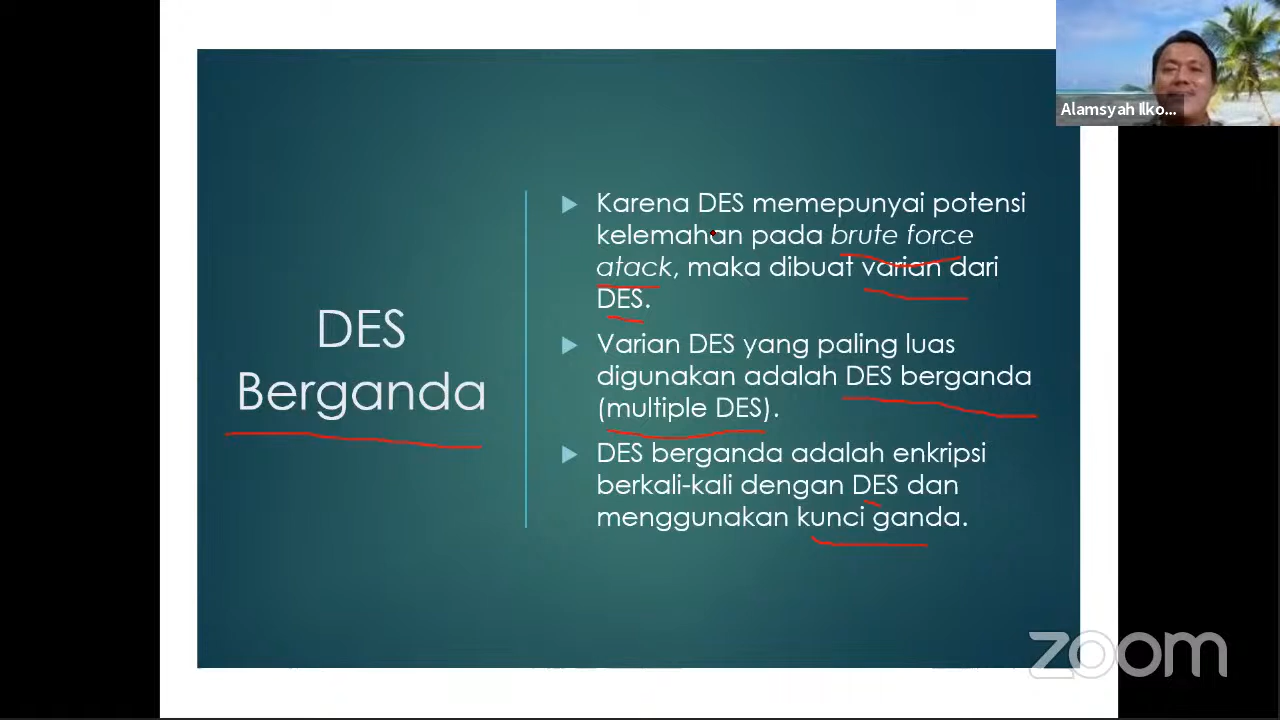 Alamsyah Ilko...
DES
Berganda
Karena DES memepunyai potensi
kelemahan pada brute force
atack, maka dibuat varian dari
DES.
Varian DES yang paling luas
digunakan adalah DES berganda
(multiple DES).
DES berganda adalah enkripsi
berkali-kali dengan DES dan
menggunakan kunci ganda.
zoom